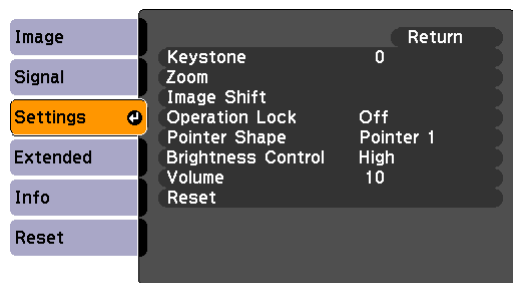 Image
Signal
Settings
Extended
Info
Reset
Return
Keystone 0
Zoom
Image Shift
Operation Lock Off
Pointer Shape Pointer 1
Brightness Control High
Volume 10
Reset